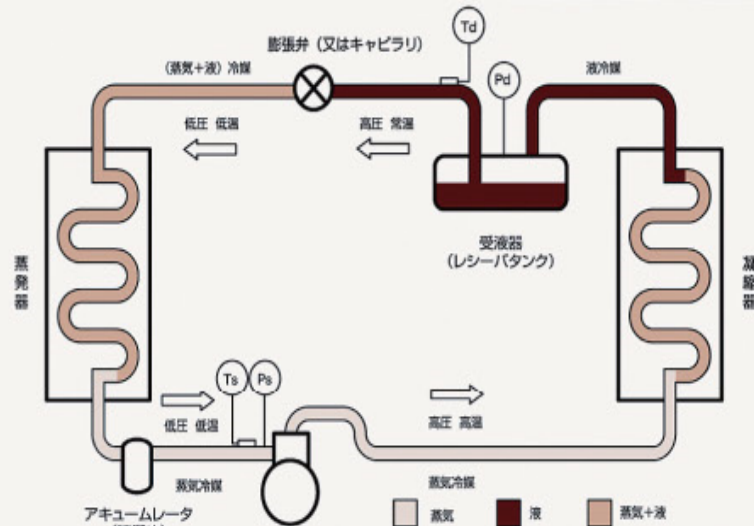 Td
膨張弁（又はキャピラリ）
(蒸気＋液) 冷媒
Pd
液冷媒
低圧 低温
高圧 常温
受液器
(レシーバタンク)
蒸発器
凝縮器
Ts
Ps
低圧 低温
高圧 高温
蒸気冷媒
蒸気冷媒
アキュームレータ
蒸気
液
蒸気＋液